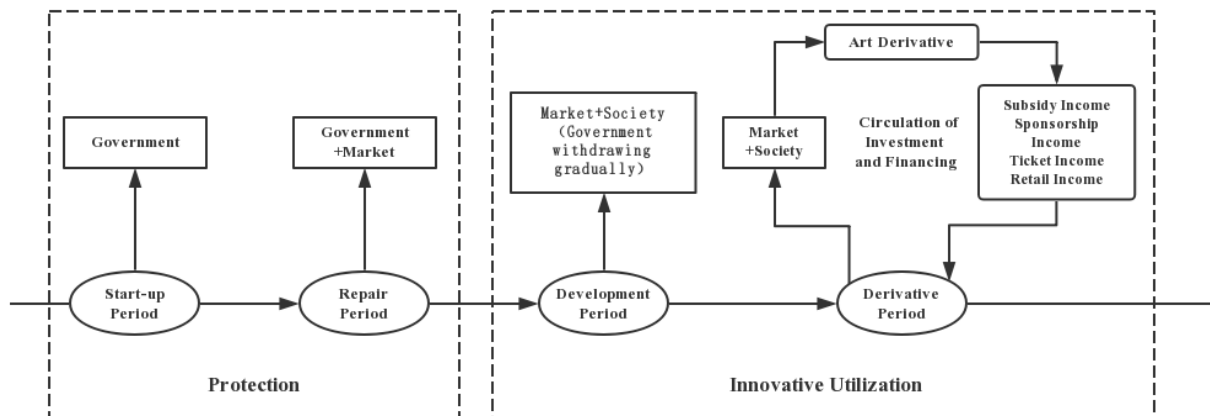 Government
Start-up
Period
Government
+Market
Repair
Period
Protection
Market+Society
(Government
withdrawing
gradually)
Development
Period
Market
+Society
Art Derivative
Circulation of
Investment
and Financing
Subsidy Income
Sponsorship
Income
Ticket Income
Retail Income
Derivative
Period
Innovative Utilization